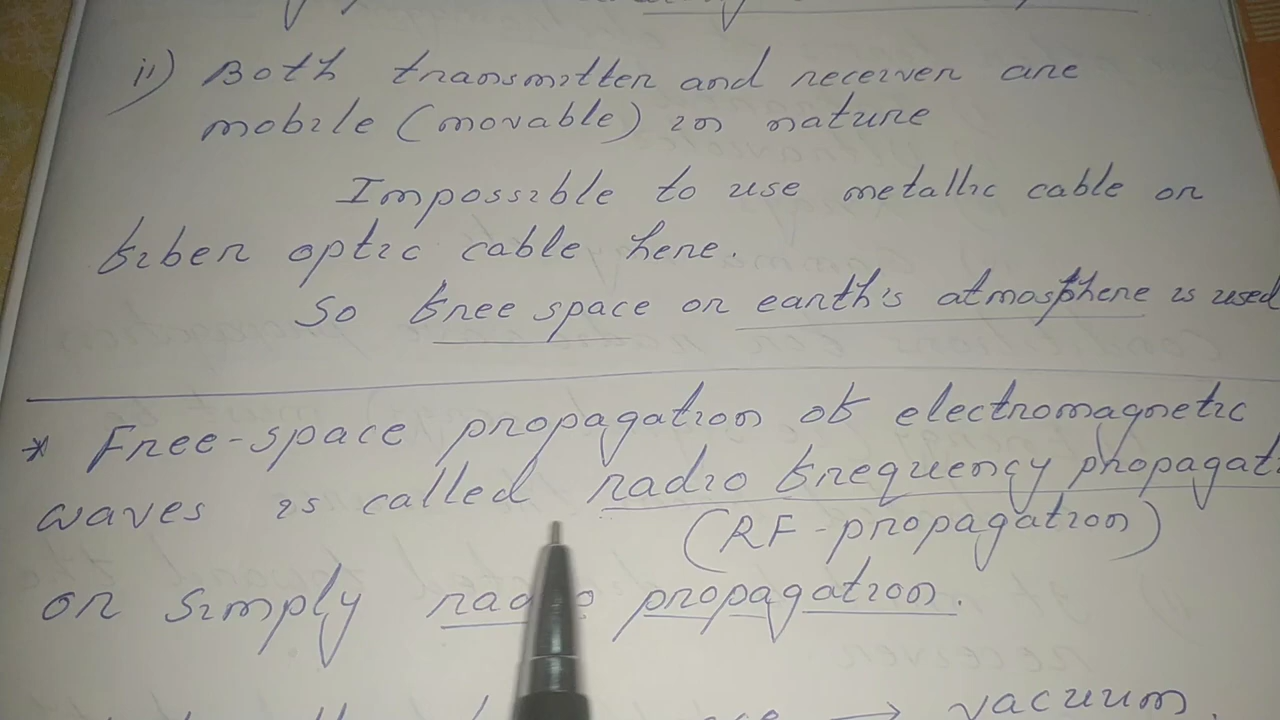 ii) Both transmitter and receiver are
mobile (movable) in nature
Impossible to use metallic cable or
fiber optic cable here.
So free space or earth's atmosphere is used
* Free-space propagation of electromagnetic
waves is called radio frequency propagat
(RF-propagation)
or simply radio propagation.
→ vacuum.